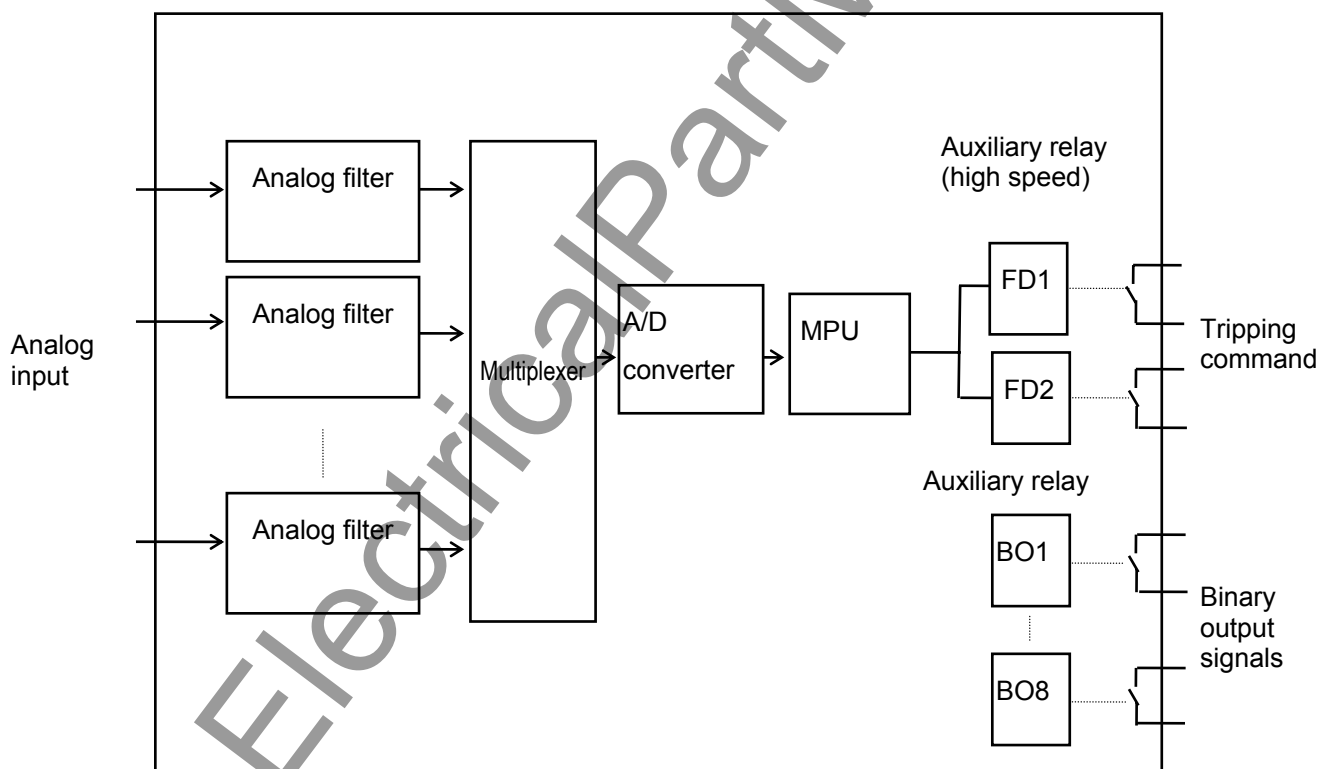 Auxiliary relay
(high speed)
Analog filter
Analog filter
Analog filter
Analog
input
Multiplexer
A/D
converter
MPU
FD1
FD2
Tripping
command
Auxiliary relay
BO1
BO8
Binary
output
signals